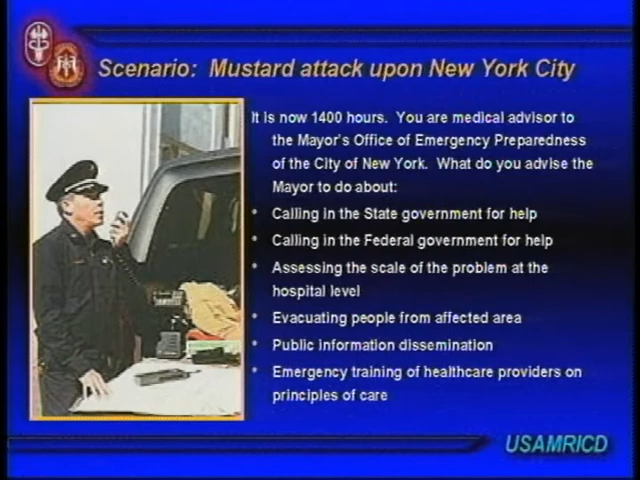 Scenario: Mustard attack upon New York City
It is now 1400 hours. You are medical advisor to
the Mayor's Office of Emergency Preparedness
of the City of New York. What do you advise the
Mayor to do about:
• Calling in the State government for help
• Calling in the Federal government for help
• Assessing the scale of the problem at the
hospital level
• Evacuating people from affected area
• Public information dissemination
• Emergency training of healthcare providers on
principles of care
USAMRICD